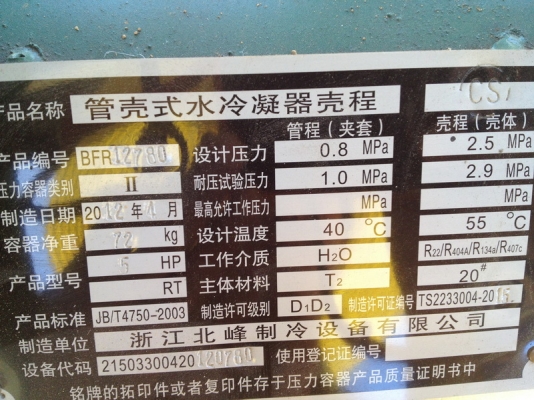 产品名称 管壳式水冷凝器壳程 CS
管程(夹套) 壳程(壳体)
产品编号 BFR12780 设计压力 0.8 MPa 2.5 MPa
压力容器类别 II 耐压试验压力 1.0 MPa 2.9 MPa
制造日期 2012年1月 最高允许工作压力 MPa MPa
容器净重 72 kg 设计温度 40 °C 55 °C
产品型号 5 HP 工作介质 H₂O R22/R404A/R134a/R407c
RT 主体材料 T₂ 20#
产品标准 JB/T4750-2003 制造许可级别 D₁D₂ 制造许可证编号 TS2233004-2015
制造单位 浙江北峰制冷设备有限公司
设备代码 21503300420120780 使用登记证编号
铭牌的拓印件或者复印件存于压力容器产品质量证明书中